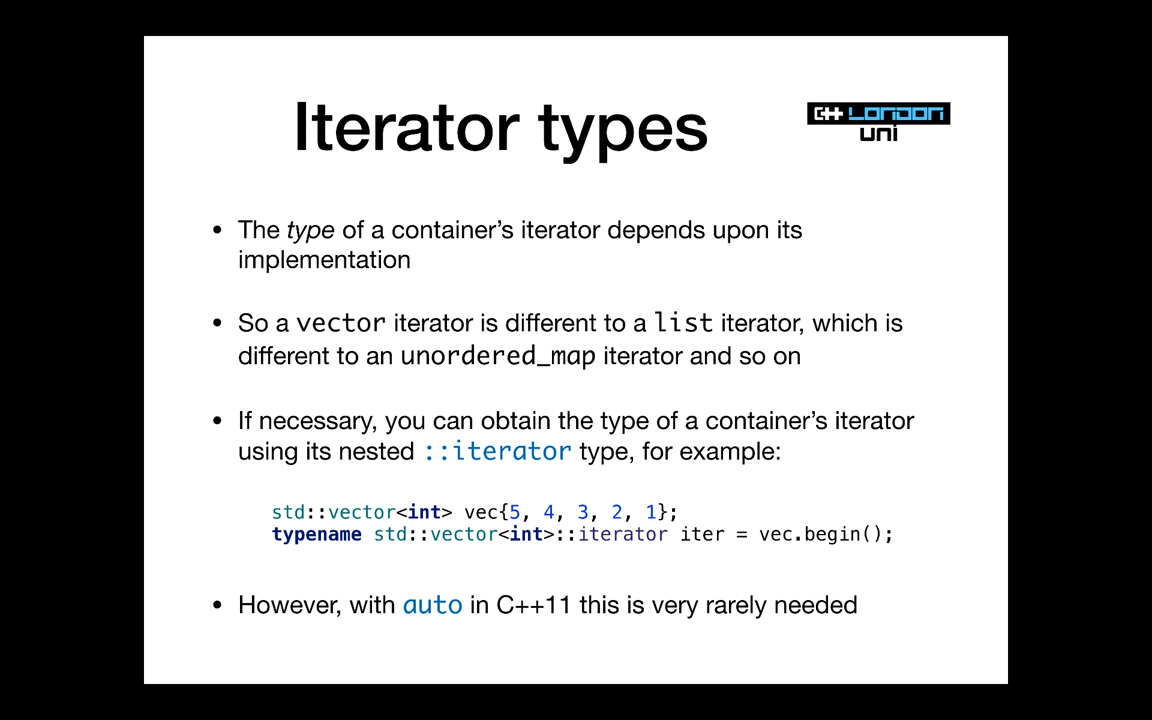 Iterator types
C++ LONDON
uni
• The type of a container’s iterator depends upon its
implementation
• So a vector iterator is different to a list iterator, which is
different to an unordered_map iterator and so on
• If necessary, you can obtain the type of a container’s iterator
using its nested ::iterator type, for example:
std::vector<int> vec{5, 4, 3, 2, 1};
typename std::vector<int>::iterator iter = vec.begin();
• However, with auto in C++11 this is very rarely needed